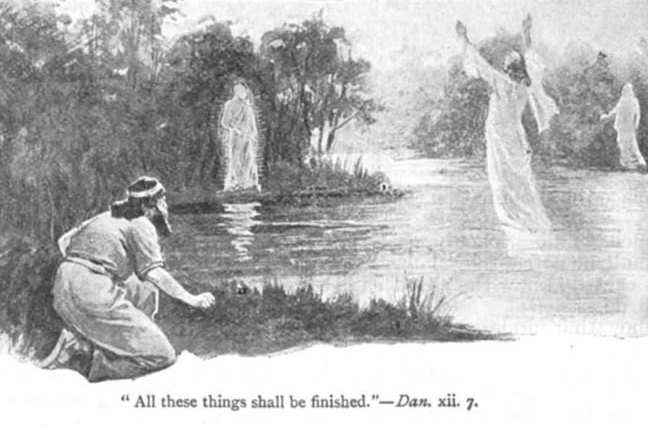 “ All these things shall be finished.”—Dan. xii. 7.